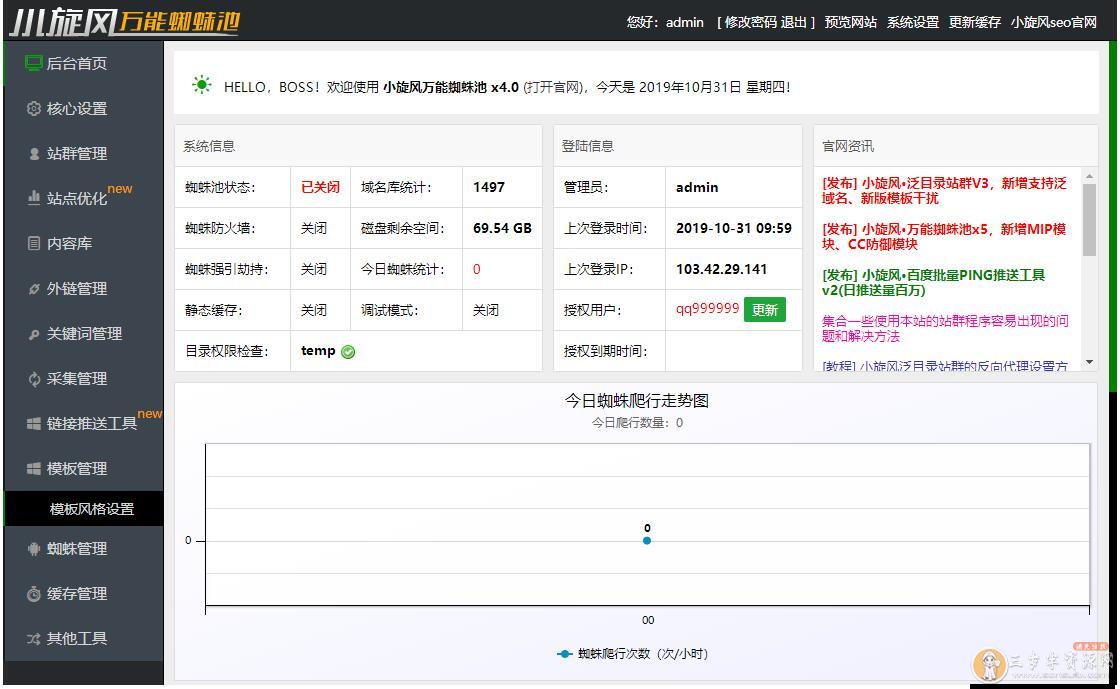 小旋风万能蜘蛛池
您好：admin [ 修改密码 退出 ] 预览网站 系统设置 更新缓存 小旋风seo官网
后台首页
核心设置
站群管理
站点优化 new
内容库
外链管理
关键词管理
采集管理
链接推送工具 new
模板管理
模板风格设置
蜘蛛管理
缓存管理
其他工具
HELLO，BOSS！欢迎使用 小旋风万能蜘蛛池 x4.0 (打开官网)，今天是 2019年10月31日 星期四！
系统信息
蜘蛛池状态： 已关闭 域名库统计： 1497
蜘蛛防火墙： 关闭 磁盘剩余空间： 69.54 GB
蜘蛛强引劫持： 关闭 今日蜘蛛统计： 0
静态缓存： 关闭 调试模式： 关闭
目录权限检查： temp
登陆信息
管理员： admin
上次登录时间： 2019-10-31 09:59
上次登录IP： 103.42.29.141
授权用户： qq999999 更新
授权到期时间：
官网资讯
[发布] 小旋风•泛目录站群V3，新增支持泛
域名、新版模板干扰
[发布] 小旋风•万能蜘蛛池x5，新增MIP模
块、CC防御模块
[发布] 小旋风•百度批量PING推送工具
v2(日推送量百万)
集合一些使用本站的站群程序容易出现的问
题和解决方法
[教程] 小旋风泛目录站群的反向代理设置方
今日蜘蛛爬行走势图
今日爬行数量：0
0
0
00
蜘蛛爬行次数（次/小时）